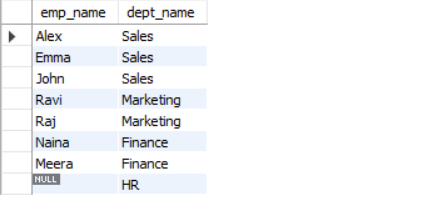 emp_name dept_name
Alex Sales
Emma Sales
John Sales
Ravi Marketing
Raj Marketing
Naina Finance
Meera Finance
NULL HR